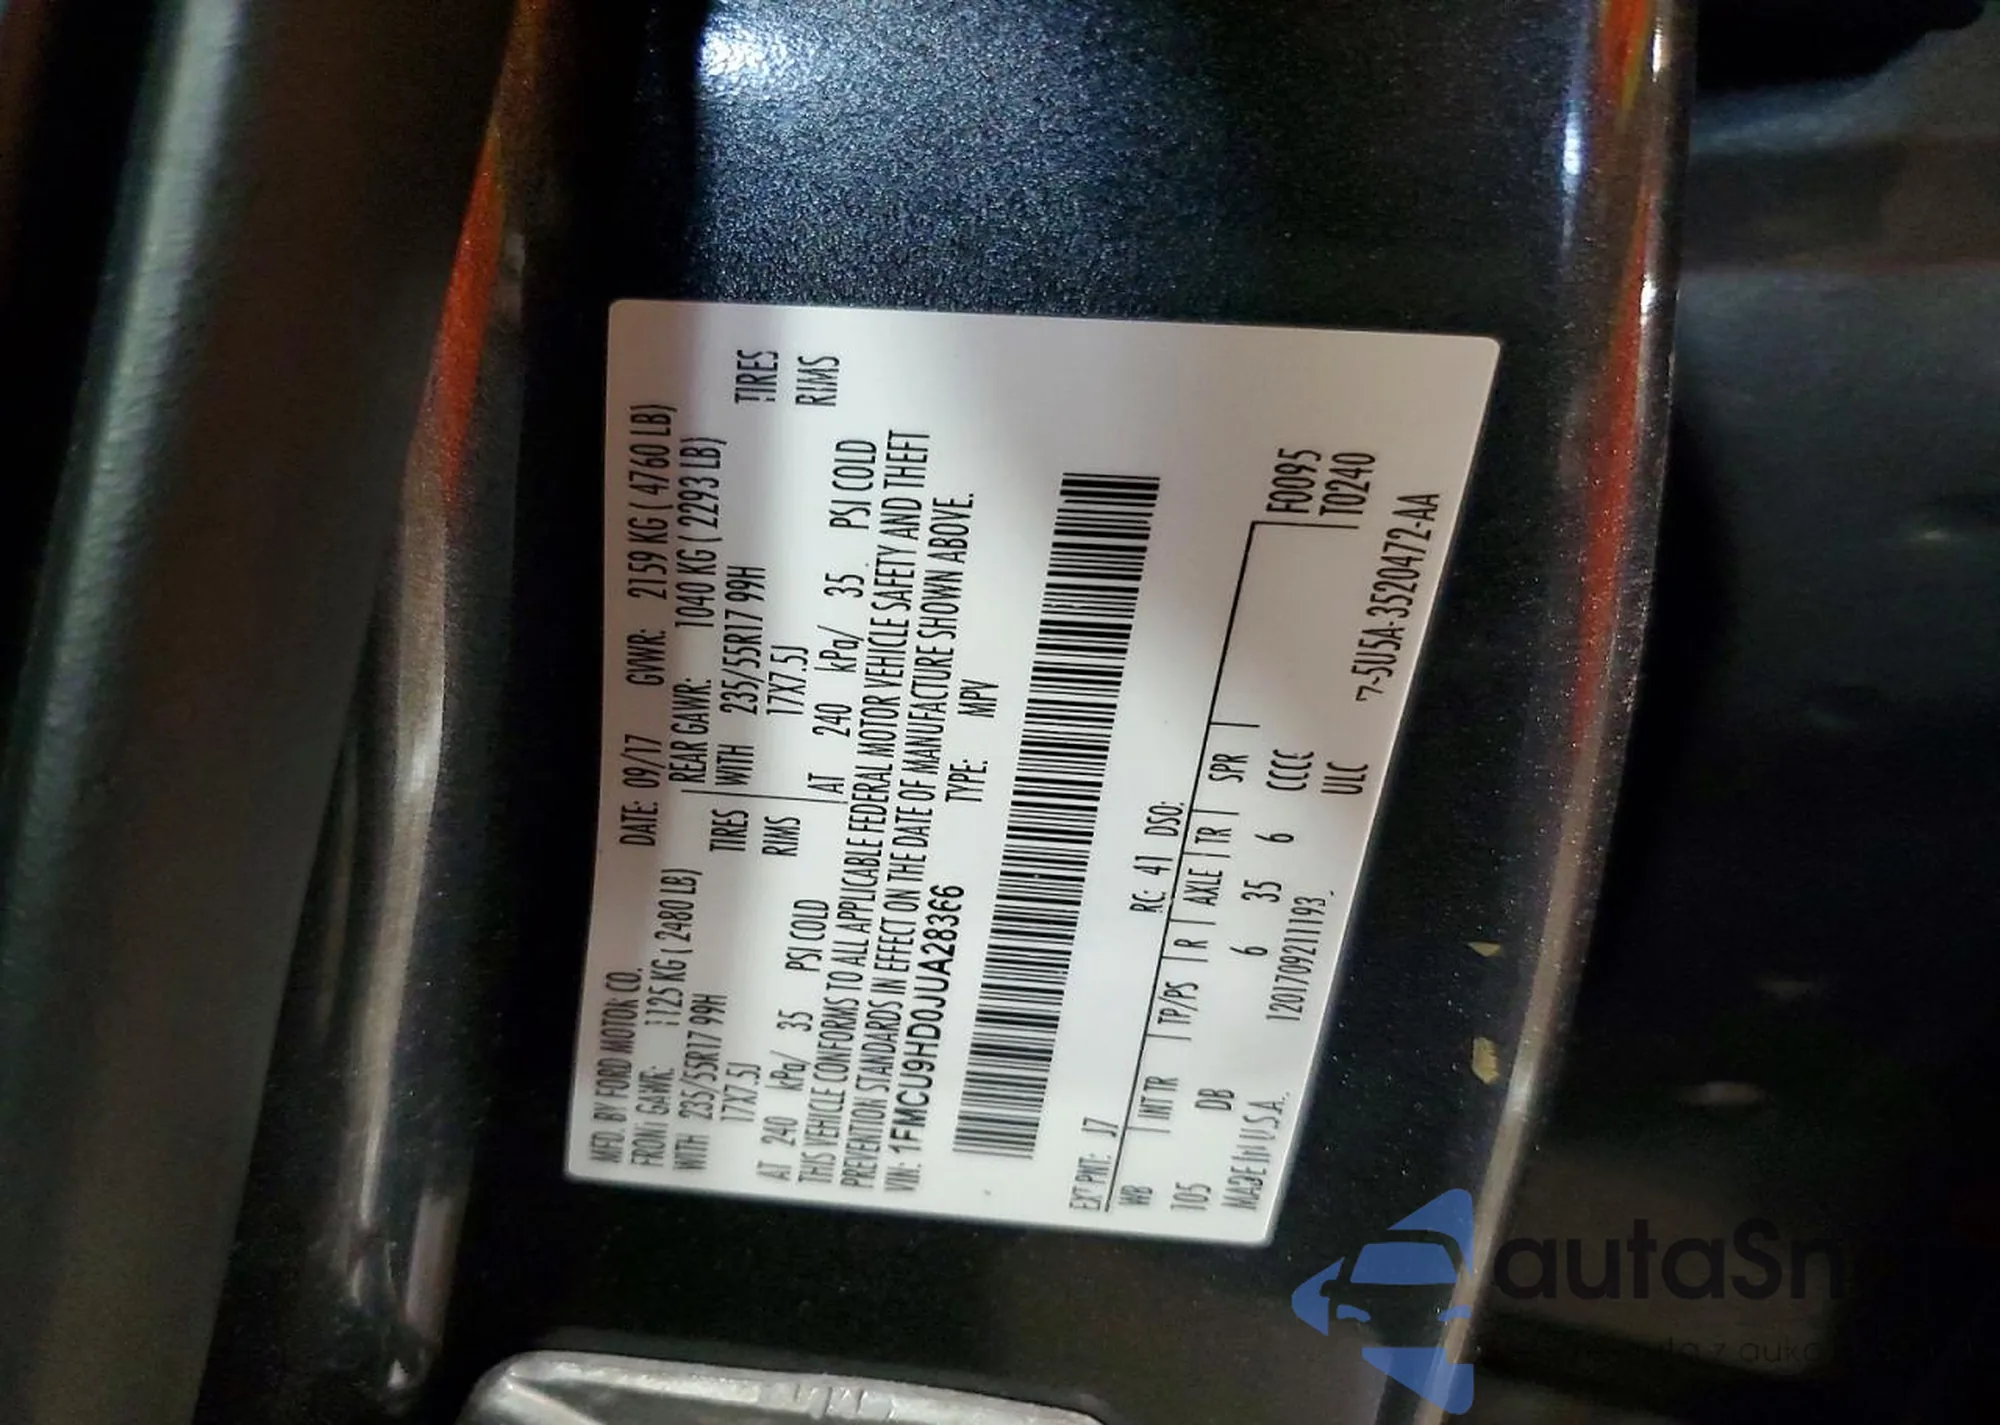 MFD. BY FORD MOTOR CO. DATE: 09/17 GVWR: 2159 KG ( 4760 LB)
FRONT GAWR: 1125 KG ( 2480 LB) REAR GAWR: 1040 KG ( 2293 LB)
WITH 235/55R17 99H TIRES WITH 235/55R17 99H TIRES
17X7.5J RIMS 17X7.5J RIMS
AT 240 kPa/ 35 PSI COLD AT 240 kPa/ 35 PSI COLD
THIS VEHICLE CONFORMS TO ALL APPLICABLE FEDERAL MOTOR VEHICLE SAFETY AND THEFT
PREVENTION STANDARDS IN EFFECT ON THE DATE OF MANUFACTURE SHOWN ABOVE.
VIN: 1FMCU9HD0JUA28366 TYPE: MPV
EXT PNT: J7 RC: 41 DSO: F0095
WB INT TR TP/PS R AXLE TR SPR T0240
105 DB 6 35 6 CCCC
MADE IN U.S.A. 1201709211193 ULC 7-5U5A-3520472-AA